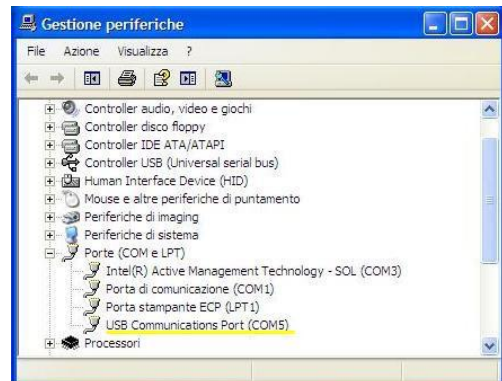 Gestione periferiche
File Azione Visualizza ?
Controller audio, video e giochi
Controller disco floppy
Controller IDE ATA/ATAPI
Controller USB (Universal serial bus)
Human Interface Device (HID)
Mouse e altre periferiche di puntamento
Periferiche di imaging
Periferiche di sistema
Porte (COM e LPT)
Intel(R) Active Management Technology - SOL (COM3)
Porta di comunicazione (COM1)
Porta stampante ECP (LPT1)
USB Communications Port (COM5)
Processori